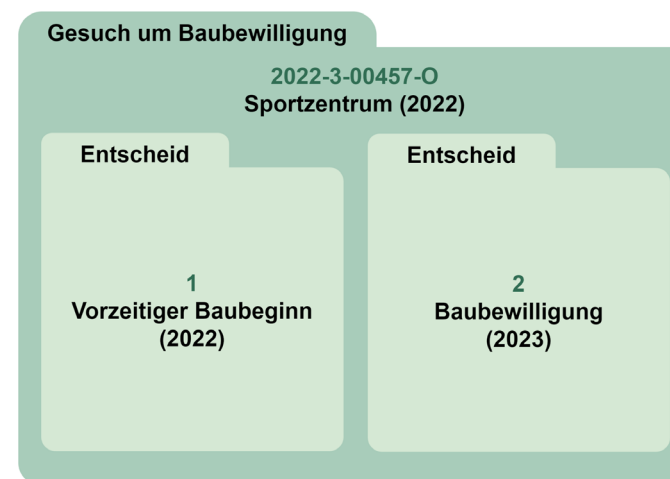 Gesuch um Baubewilligung
2022-3-00457-O
Sportzentrum (2022)
Entscheid
1
Vorzeitiger Baubeginn
(2022)
Entscheid
2
Baubewilligung
(2023)